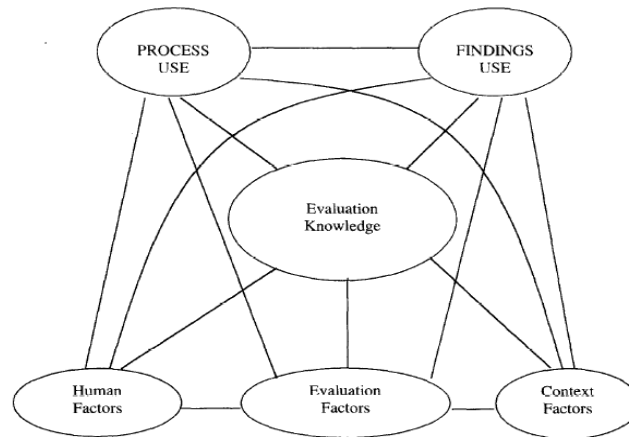 PROCESS
USE
FINDINGS
USE
Evaluation
Knowledge
Human
Factors
Evaluation
Factors
Context
Factors